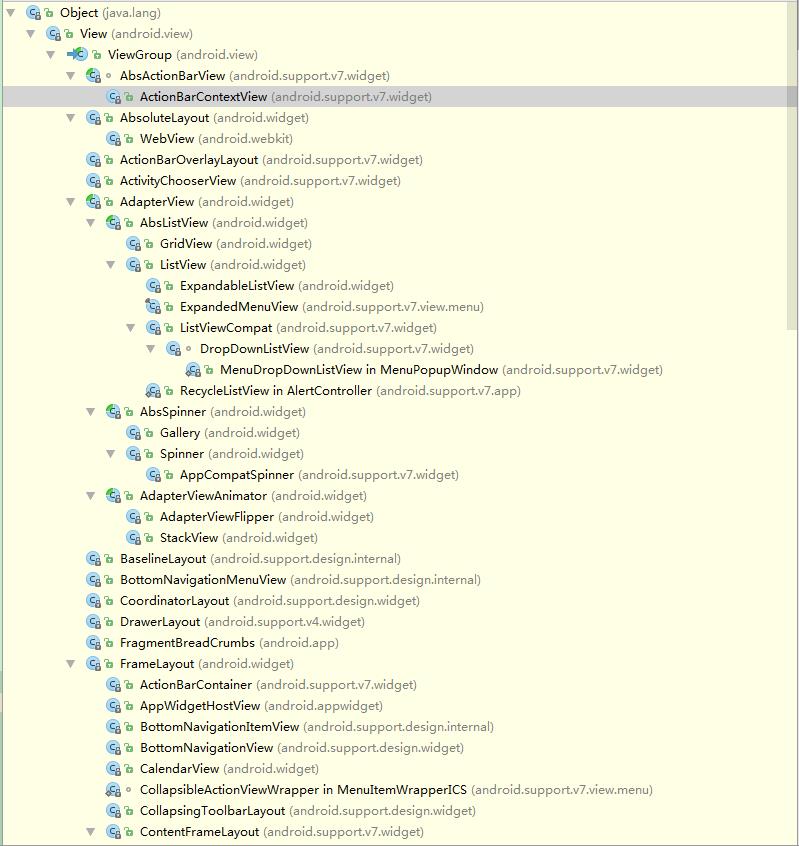 Object (java.lang)
View (android.view)
ViewGroup (android.view)
AbsActionBarView (android.support.v7.widget)
ActionBarContextView (android.support.v7.widget)
AbsoluteLayout (android.widget)
WebView (android.webkit)
ActionBarOverlayLayout (android.support.v7.widget)
ActivityChooserView (android.support.v7.widget)
AdapterView (android.widget)
AbsListView (android.widget)
GridView (android.widget)
ListView (android.widget)
ExpandableListView (android.widget)
ExpandedMenuView (android.support.v7.view.menu)
ListViewCompat (android.support.v7.widget)
DropDownListView (android.support.v7.widget)
MenuDropDownListView in MenuPopupWindow (android.support.v7.widget)
RecycleListView in AlertController (android.support.v7.app)
AbsSpinner (android.widget)
Gallery (android.widget)
Spinner (android.widget)
AppCompatSpinner (android.support.v7.widget)
AdapterViewAnimator (android.widget)
AdapterViewFlipper (android.widget)
StackView (android.widget)
BaselineLayout (android.support.design.internal)
BottomNavigationMenuView (android.support.design.internal)
CoordinatorLayout (android.support.design.widget)
DrawerLayout (android.support.v4.widget)
FragmentBreadCrumbs (android.app)
FrameLayout (android.widget)
ActionBarContainer (android.support.v7.widget)
AppWidgetHostView (android.appwidget)
BottomNavigationItemView (android.support.design.internal)
BottomNavigationView (android.support.design.widget)
CalendarView (android.widget)
CollapsibleActionViewWrapper in MenuItemWrapperICS (android.support.v7.view.menu)
CollapsingToolbarLayout (android.support.design.widget)
ContentFrameLayout (android.support.v7.widget)